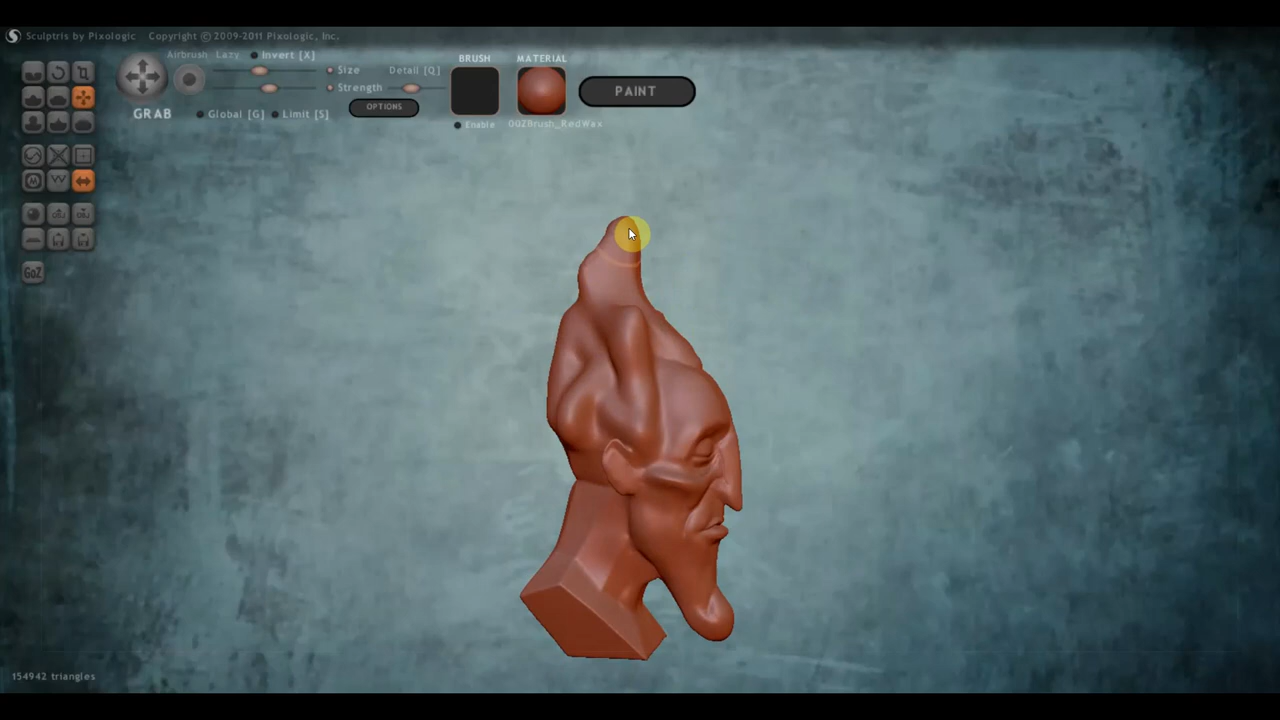 Sculptris by Pixologic Copyright © 2009-2011 Pixologic, Inc.
Airbrush Lazy Invert [X]
Size Detail [Q]
Strength
OPTIONS
GRAB Global [G] Limit [S]
BRUSH
Enable
MATERIAL
00ZBrush_RedWax
PAINT
GoZ
154942 triangles